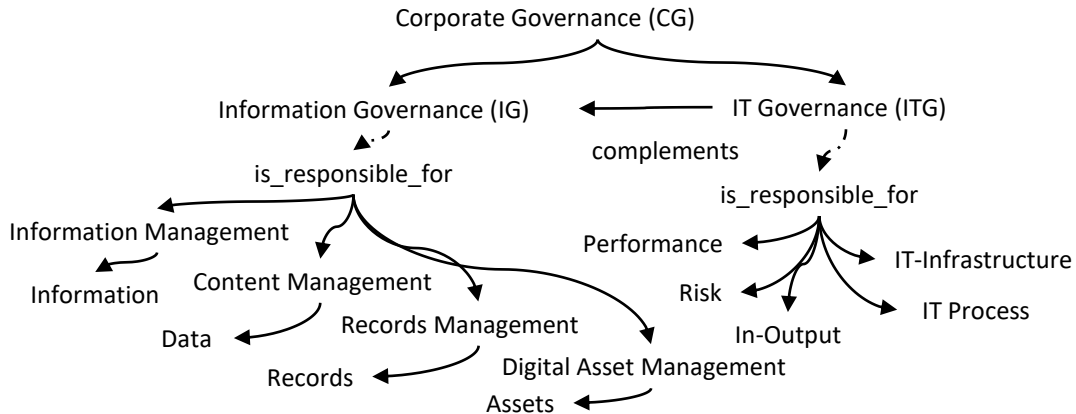 Corporate Governance (CG)
Information Governance (IG)
IT Governance (ITG)
complements
is_responsible_for
is_responsible_for
Information Management
Performance
IT-Infrastructure
Content Management
Information
Risk
IT Process
Records Management
Data
In-Output
Digital Asset Management
Records
Assets